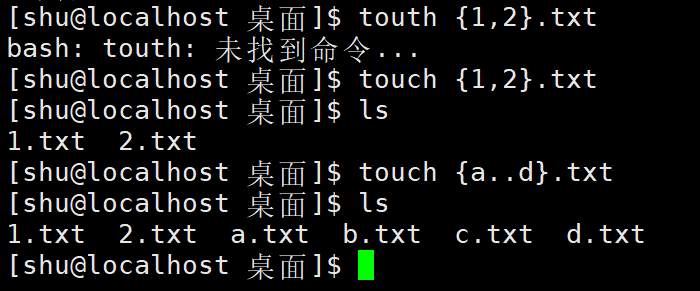 [shu@localhost 桌面]$ touth {1,2}.txt
bash: touth: 未找到命令...
[shu@localhost 桌面]$ touch {1,2}.txt
[shu@localhost 桌面]$ ls
1.txt  2.txt
[shu@localhost 桌面]$ touch {a..d}.txt
[shu@localhost 桌面]$ ls
1.txt  2.txt  a.txt  b.txt  c.txt  d.txt
[shu@localhost 桌面]$